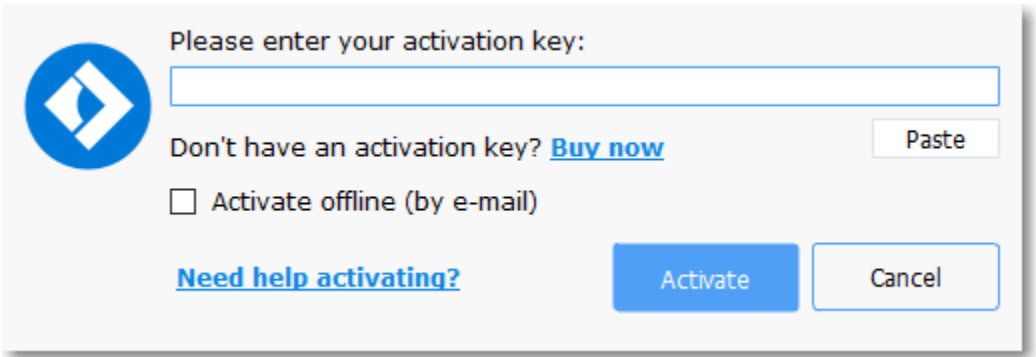 Please enter your activation key:
Don't have an activation key? Buy now
Paste
Activate offline (by e-mail)
Need help activating?
Activate
Cancel